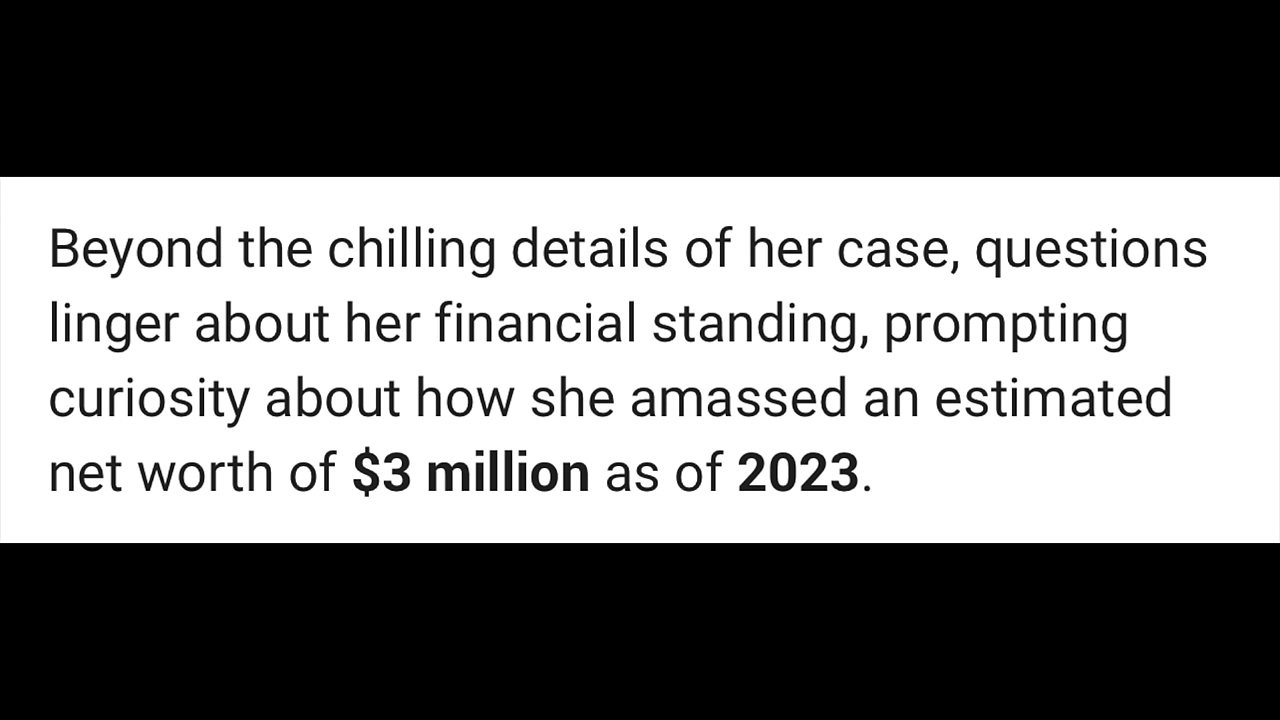 Beyond the chilling details of her case, questions
linger about her financial standing, prompting
curiosity about how she amassed an estimated
net worth of $3 million as of 2023.